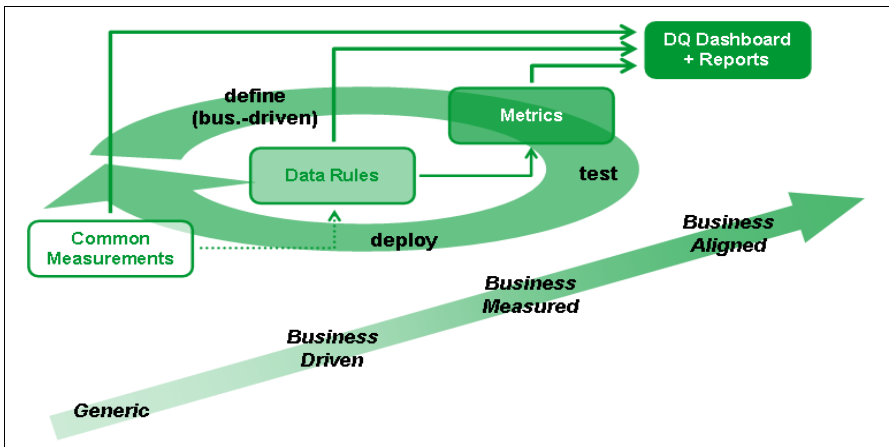 DQ Dashboard
+ Reports
define
(bus.-driven)
Metrics
Data Rules
test
Common
Measurements
deploy
Business
Aligned
Business
Measured
Business
Driven
Generic